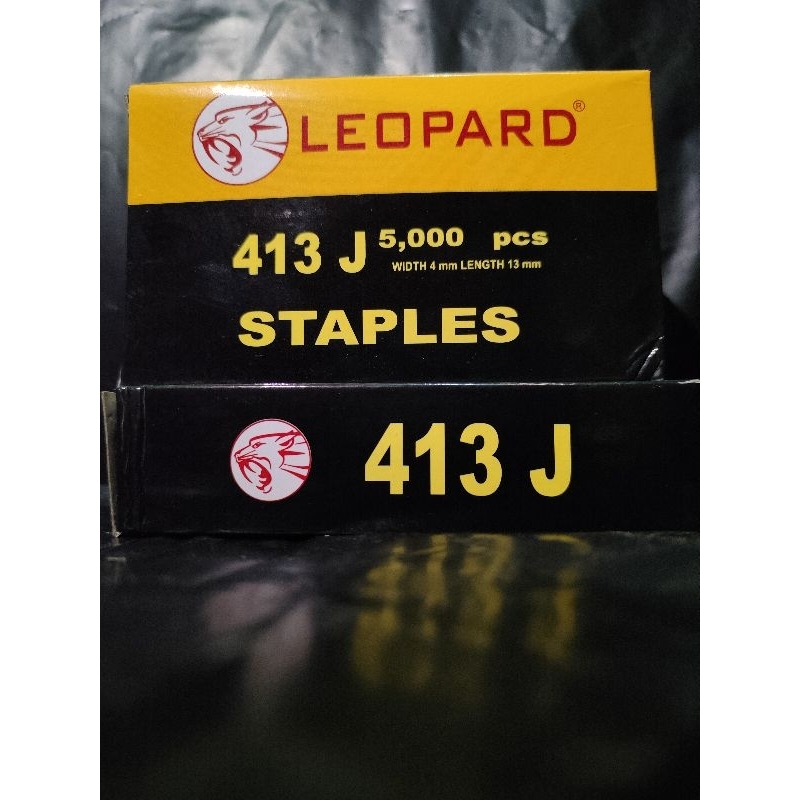 LEOPARD®
413 J 5,000 pcs
WIDTH 4 mm LENGTH 13 mm
STAPLES
413 J